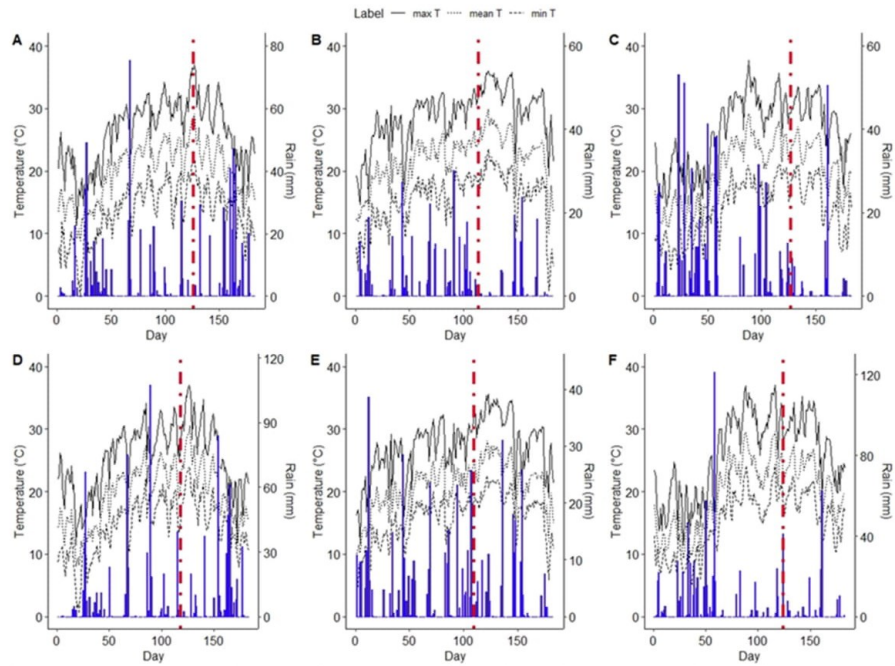 Label max T mean T min T
A B C
40 80 40 60 40 60
30 60 30 30
20 40 20 40 20 40
10 20 10 20 10 20
0 0 0 0 0 0
Temperature (°C) Rain (mm) Temperature (°C) Rain (mm) Temperature (°C) Rain (mm)
0 50 100 150 0 50 100 150 0 50 100 150
Day Day Day
D E F
40 120 40 40 120
30 90 30 40 30
20 60 20 30 20 80
10 30 10 20 10 40
0 0 0 10 0 0
0
Temperature (°C) Rain (mm) Temperature (°C) Rain (mm) Temperature (°C) Rain (mm)
0 50 100 150 0 50 100 150 0 50 100 150
Day Day Day